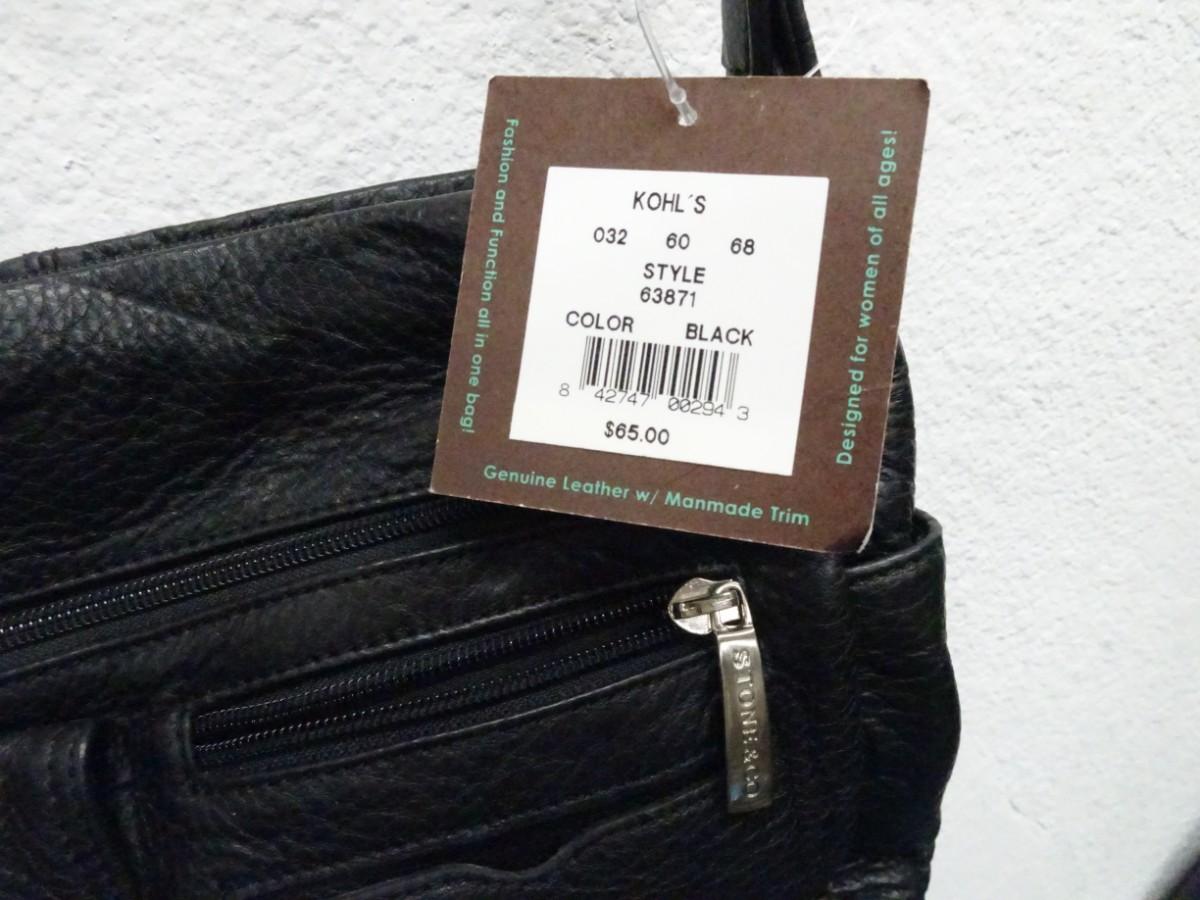 KOHL´S
032 60 68
STYLE
63871
COLOR BLACK
8 42747 00294 3
$65.00
Fashion and Function all in one bag!
Designed for women of all ages!
Genuine Leather w/ Manmade Trim
STONE&CO